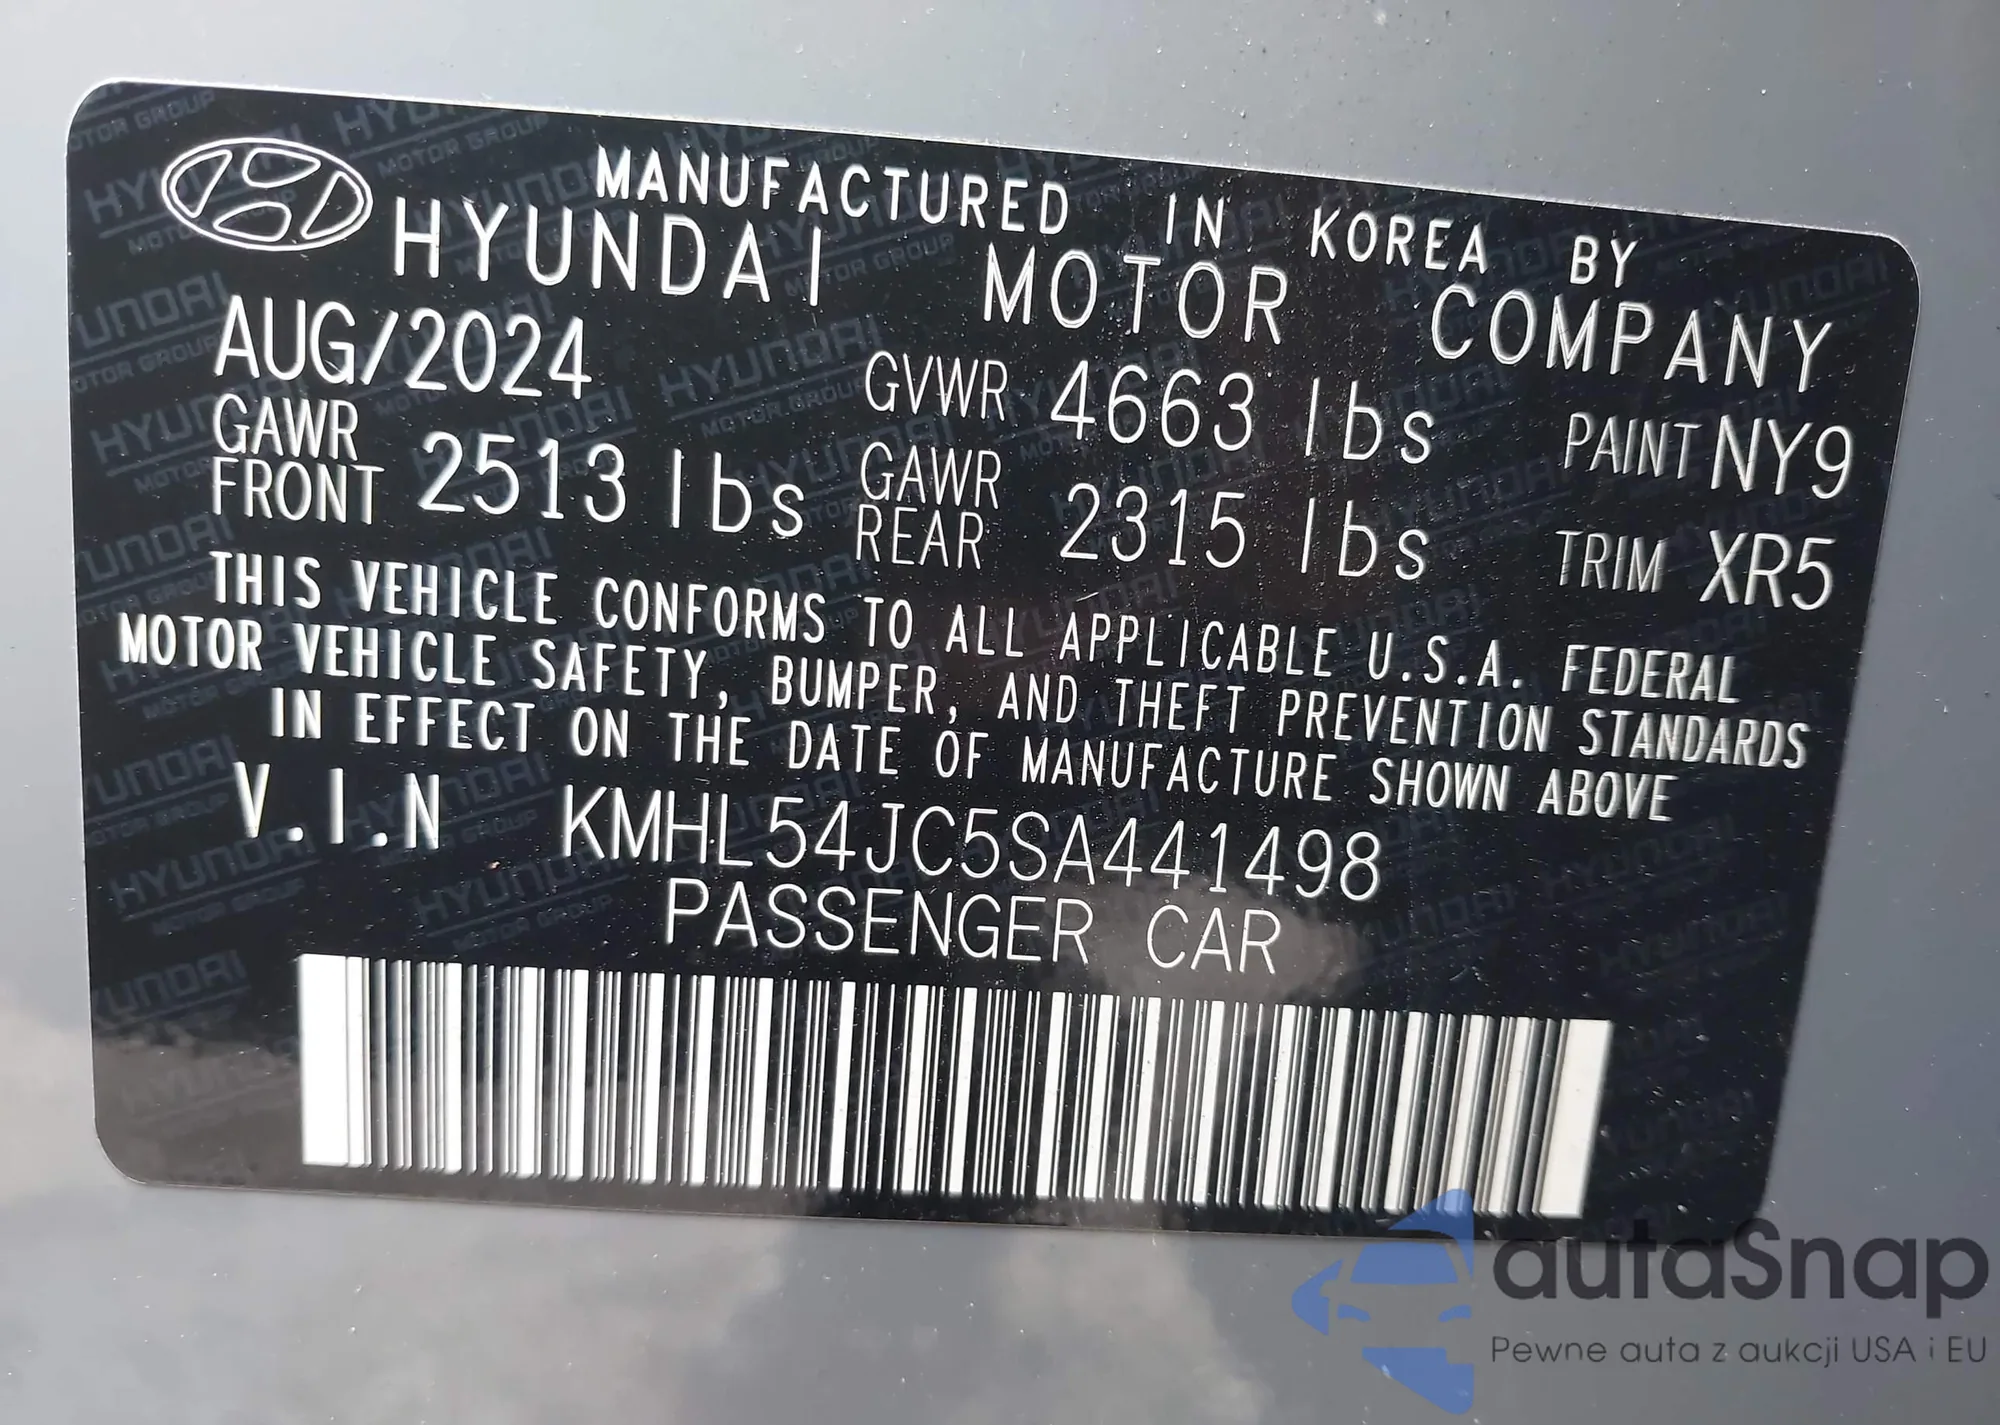 MANUFACTURED IN KOREA BY
HYUNDAI MOTOR COMPANY
AUG/2024 GVWR 4663 lbs PAINT NY9
GAWR FRONT 2513 lbs GAWR REAR 2315 lbs TRIM XR5
THIS VEHICLE CONFORMS TO ALL APPLICABLE U.S.A. FEDERAL
MOTOR VEHICLE SAFETY, BUMPER, AND THEFT PREVENTION STANDARDS
IN EFFECT ON THE DATE OF MANUFACTURE SHOWN ABOVE
V.I.N KMHL54JC5SA441498
PASSENGER CAR
autaSnap
Pewne auta z aukcji USA i EU